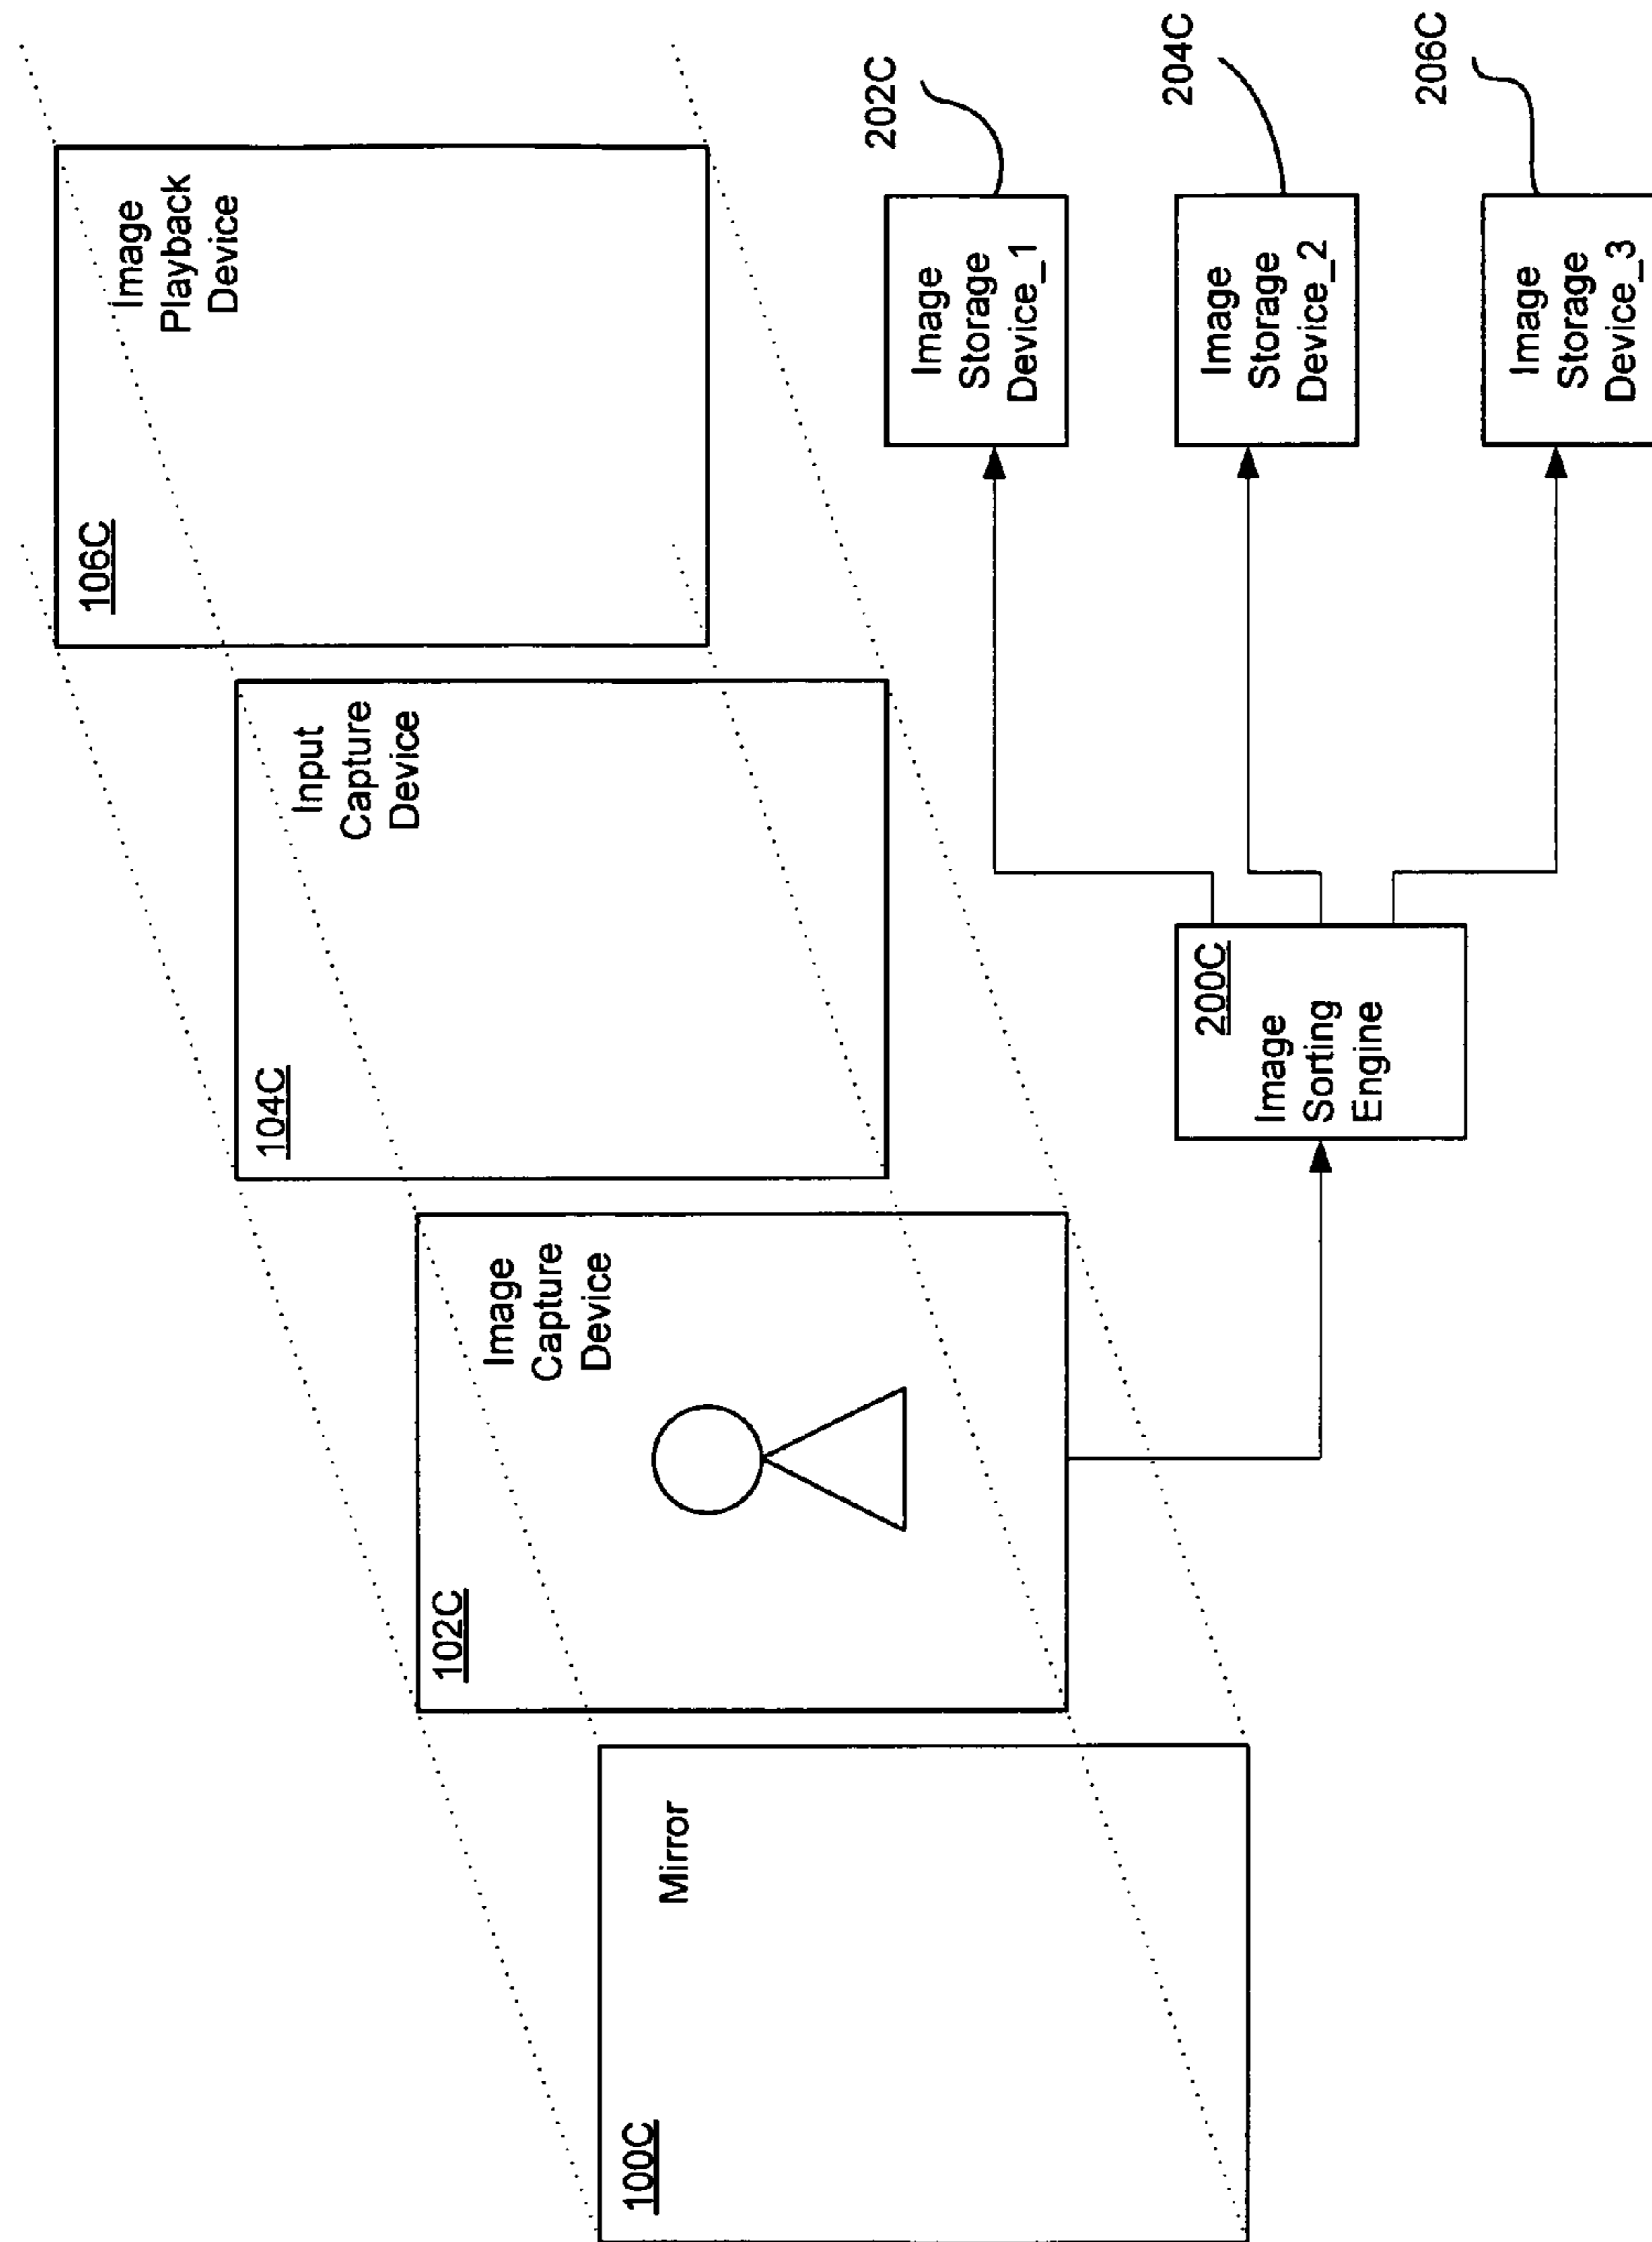 106C
Image
Playback
Device
104C
Input
Capture
Device
102C
Image
Capture
Device
100C
Mirror
200C
Image
Sorting
Engine
202C
Image
Storage
Device_1
204C
Image
Storage
Device_2
206C
Image
Storage
Device_3